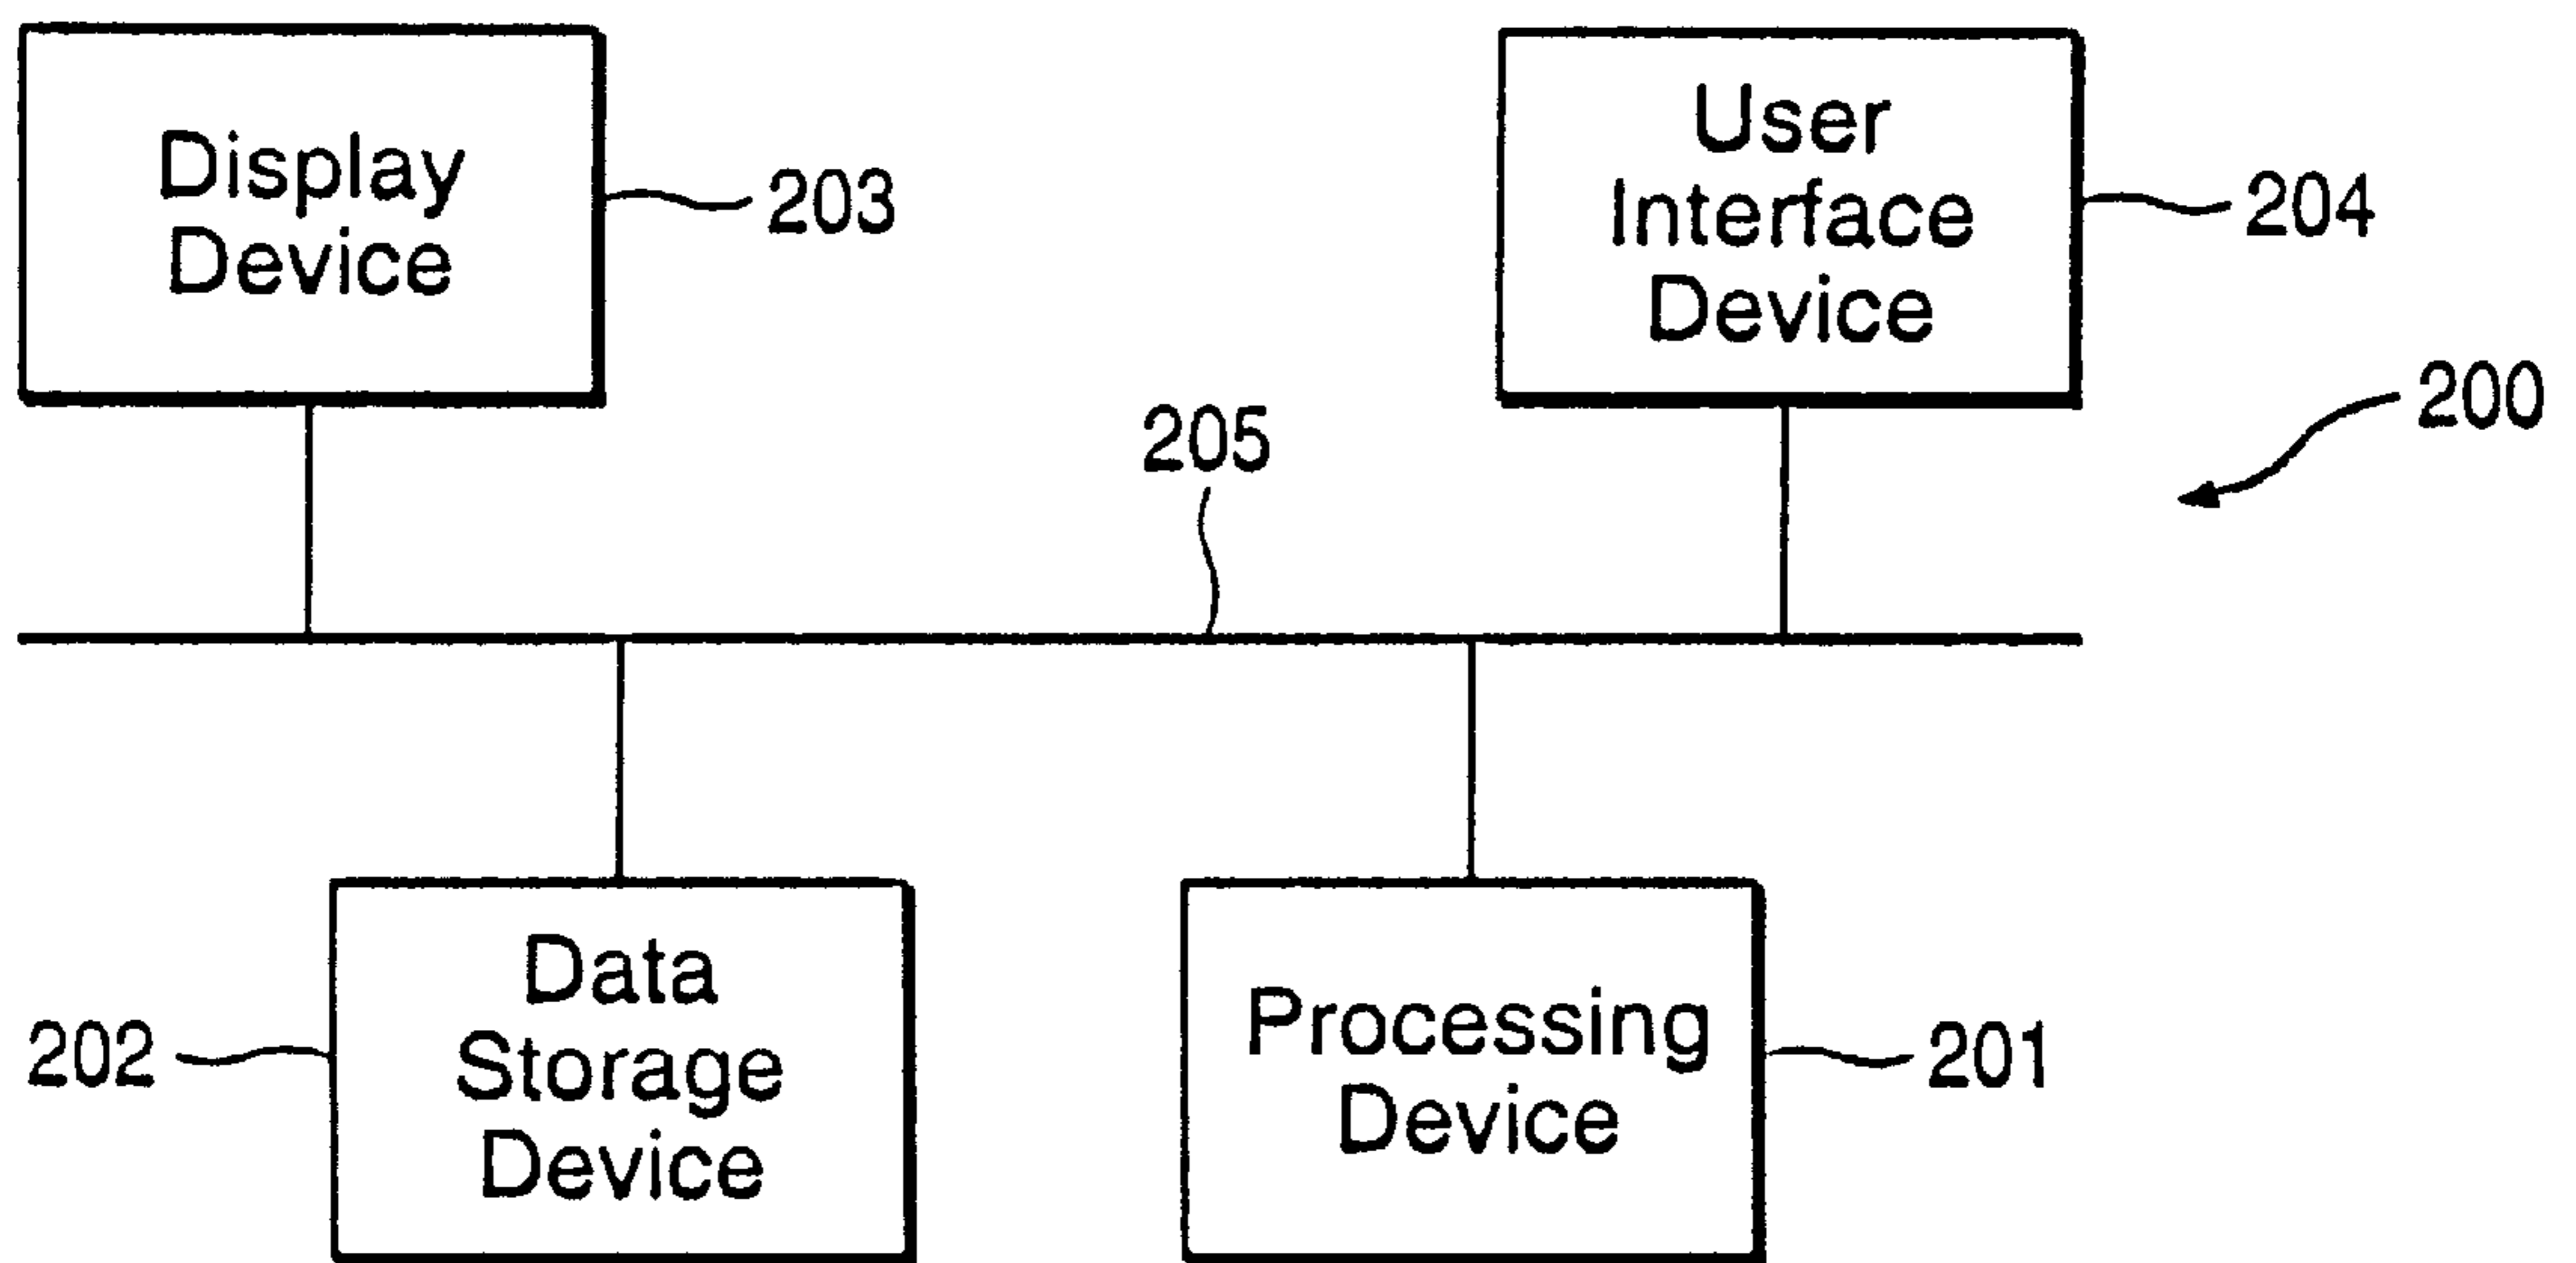 Display
Device
203
User
Interface
Device
204
200
205
Data
Storage
Device
202
Processing
Device
201